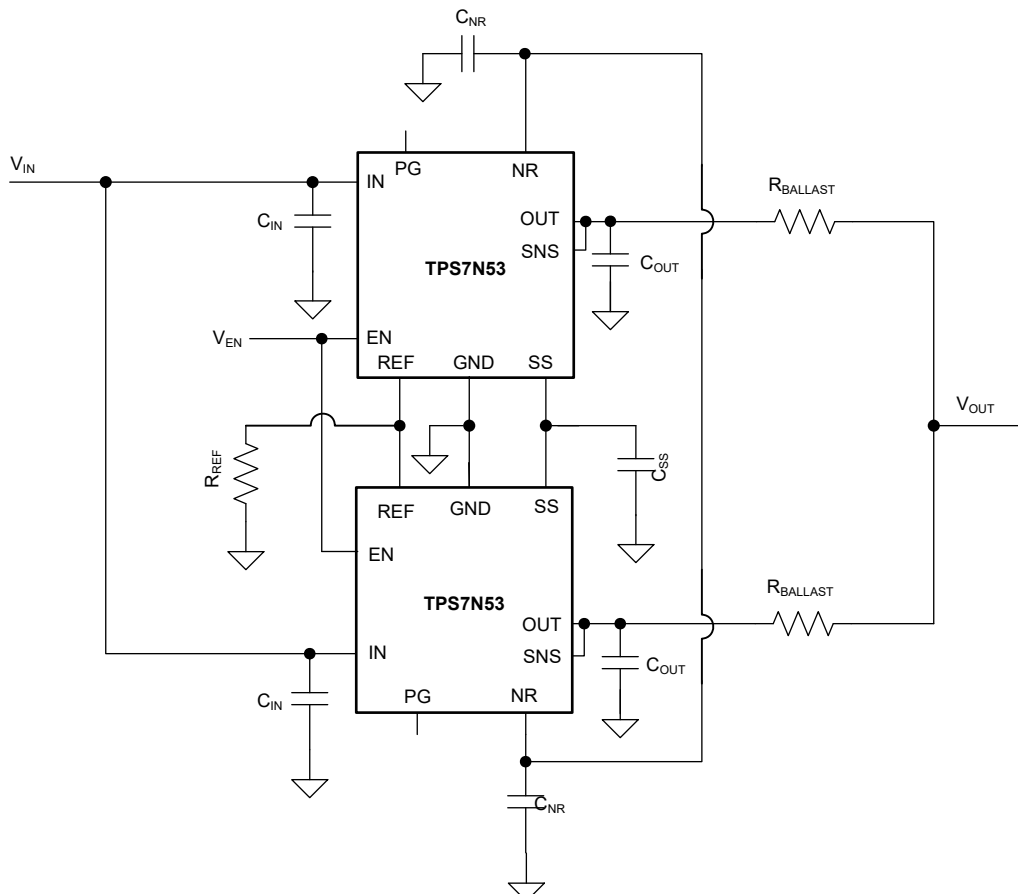 C_NR
V_IN
PG
NR
IN
R_BALLAST
C_IN
OUT
SNS
TPS7N53
C_OUT
V_EN
EN
REF
GND
SS
V_OUT
R_REF
C_SS
REF
GND
SS
EN
R_BALLAST
TPS7N53
OUT
IN
SNS
C_OUT
C_IN
PG
NR
C_NR